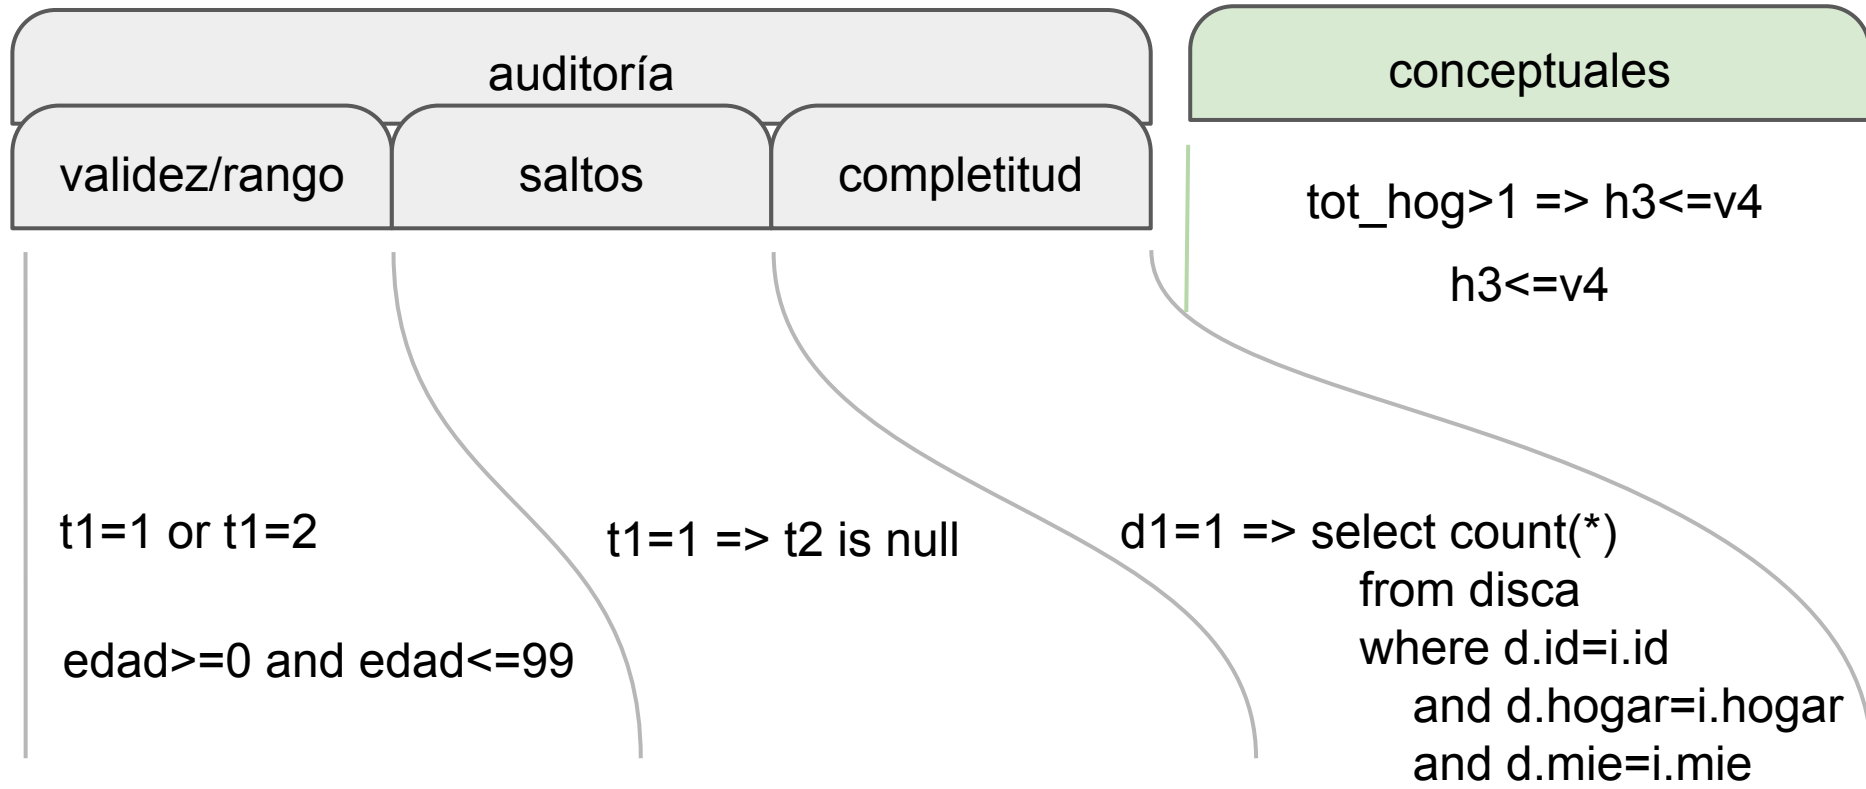 auditoría
conceptuales
validez/rango
saltos
completitud
tot_hog>1 => h3<=v4
h3<=v4
t1=1 or t1=2
edad>=0 and edad<=99
t1=1 => t2 is null
d1=1 => select count(*)
from disca
where d.id=i.id
and d.hogar=i.hogar
and d.mie=i.mie